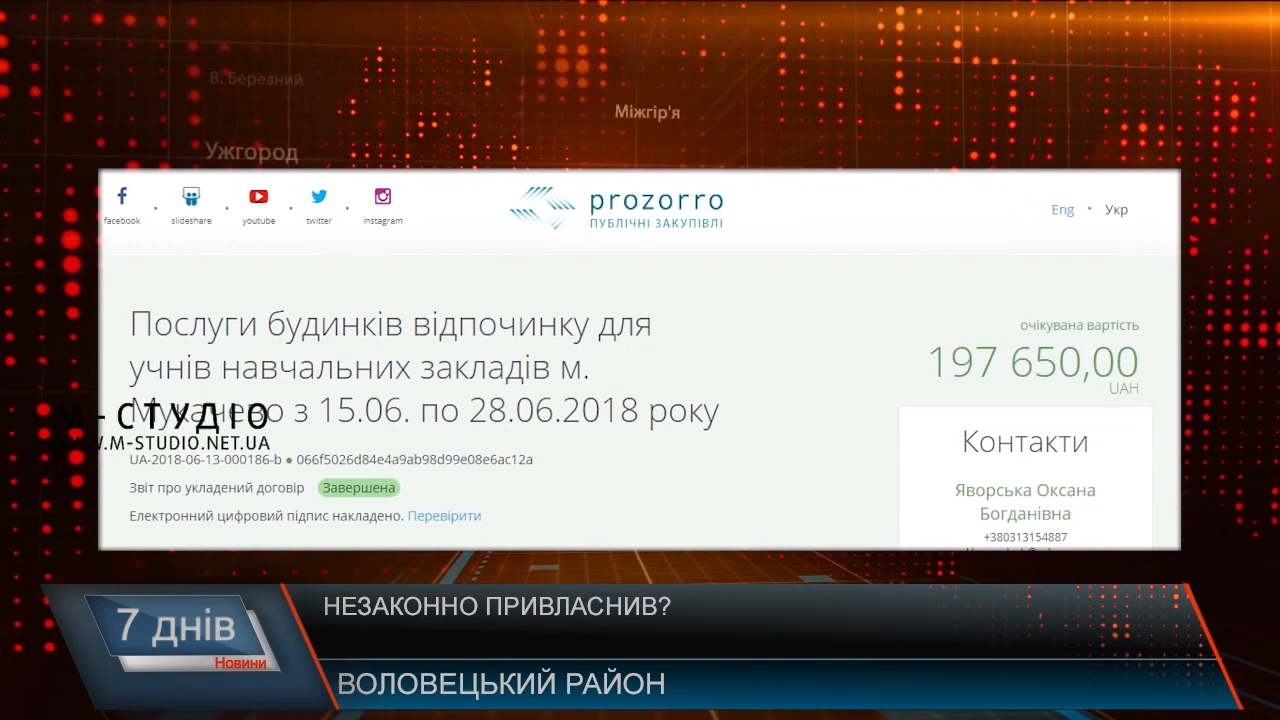 В. Березний
Міжгір'я
Ужгород
facebook
slideshare
youtube
twitter
instagram
prozorro
ПУБЛІЧНІ ЗАКУПІВЛІ
Eng • Укр
Послуги будинків відпочинку для
учнів навчальних закладів м.
Мукачево з 15.06. по 28.06.2018 року
очікувана вартість
197 650,00
UAH
М-СТУДІО
WWW.M-STUDIO.NET.UA
UA-2018-06-13-000186-b ● 066f5026d84e4a9ab98d99e08e6ac12a
Звіт про укладений договір Завершена
Електронний цифровий підпис накладено. Перевірити
Контакти
Яворська Оксана
Богданівна
+380313154887
7 днів
Новини
НЕЗАКОННО ПРИВЛАСНИВ?
ВОЛОВЕЦЬКИЙ РАЙОН